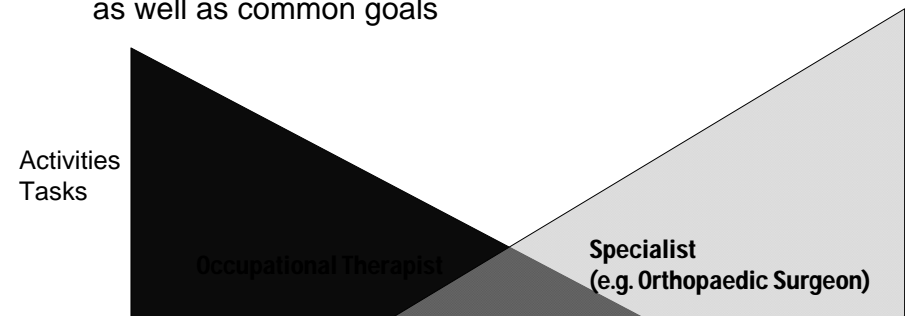 as well as common goals
Activities
Tasks
Occupational Therapist
Specialist
(e.g. Orthopaedic Surgeon)